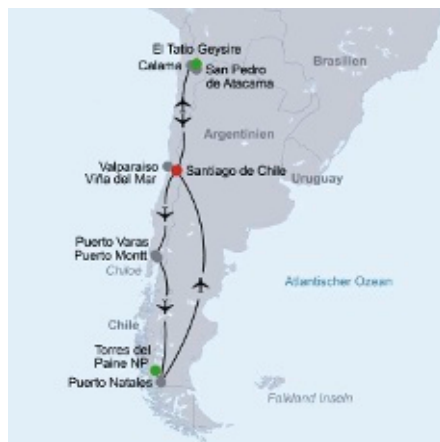 El Tatio Geysire
Calama
San Pedro
de Atacama
Brasilien
Argentinien
Valparaiso
Viña del Mar
Santiago de Chile
Uruguay
Puerto Varas
Puerto Montt
Chiloe
Atlantischer Ozean
Chile
Torres del
Paine NP
Puerto Natales
Falkland Inseln